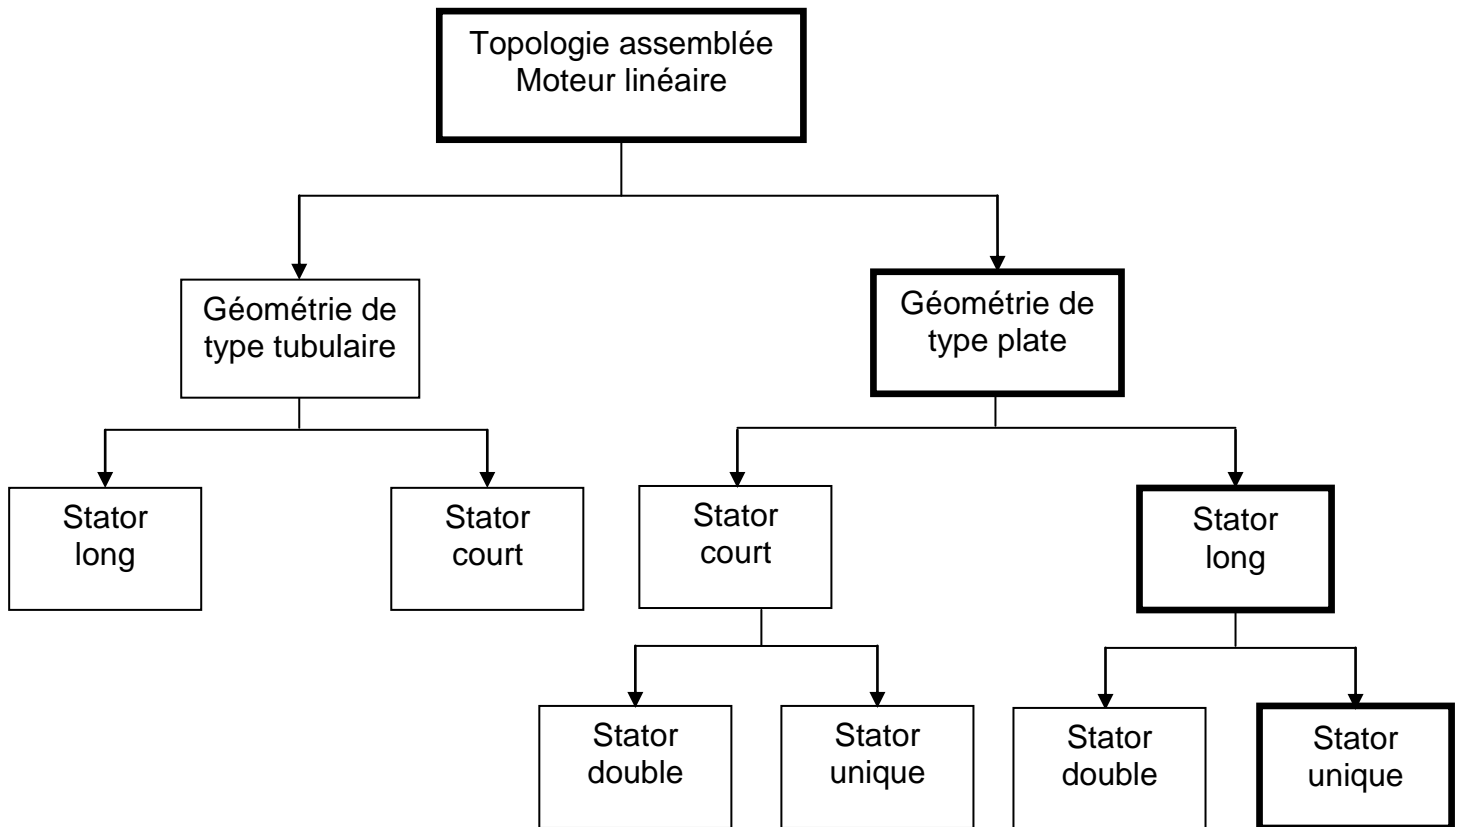 Topologie assemblée
Moteur linéaire
Géométrie de
type tubulaire
Géométrie de
type plate
Stator
long
Stator
court
Stator
court
Stator
long
Stator
double
Stator
unique
Stator
double
Stator
unique